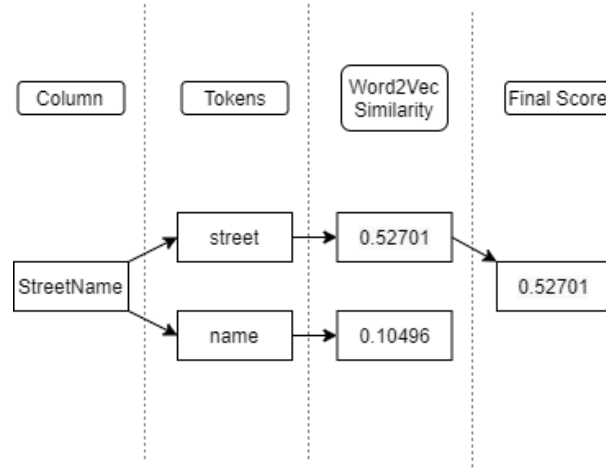 Column
Tokens
Word2Vec
Similarity
Final Score
StreetName
street
0.52701
name
0.10496
0.52701